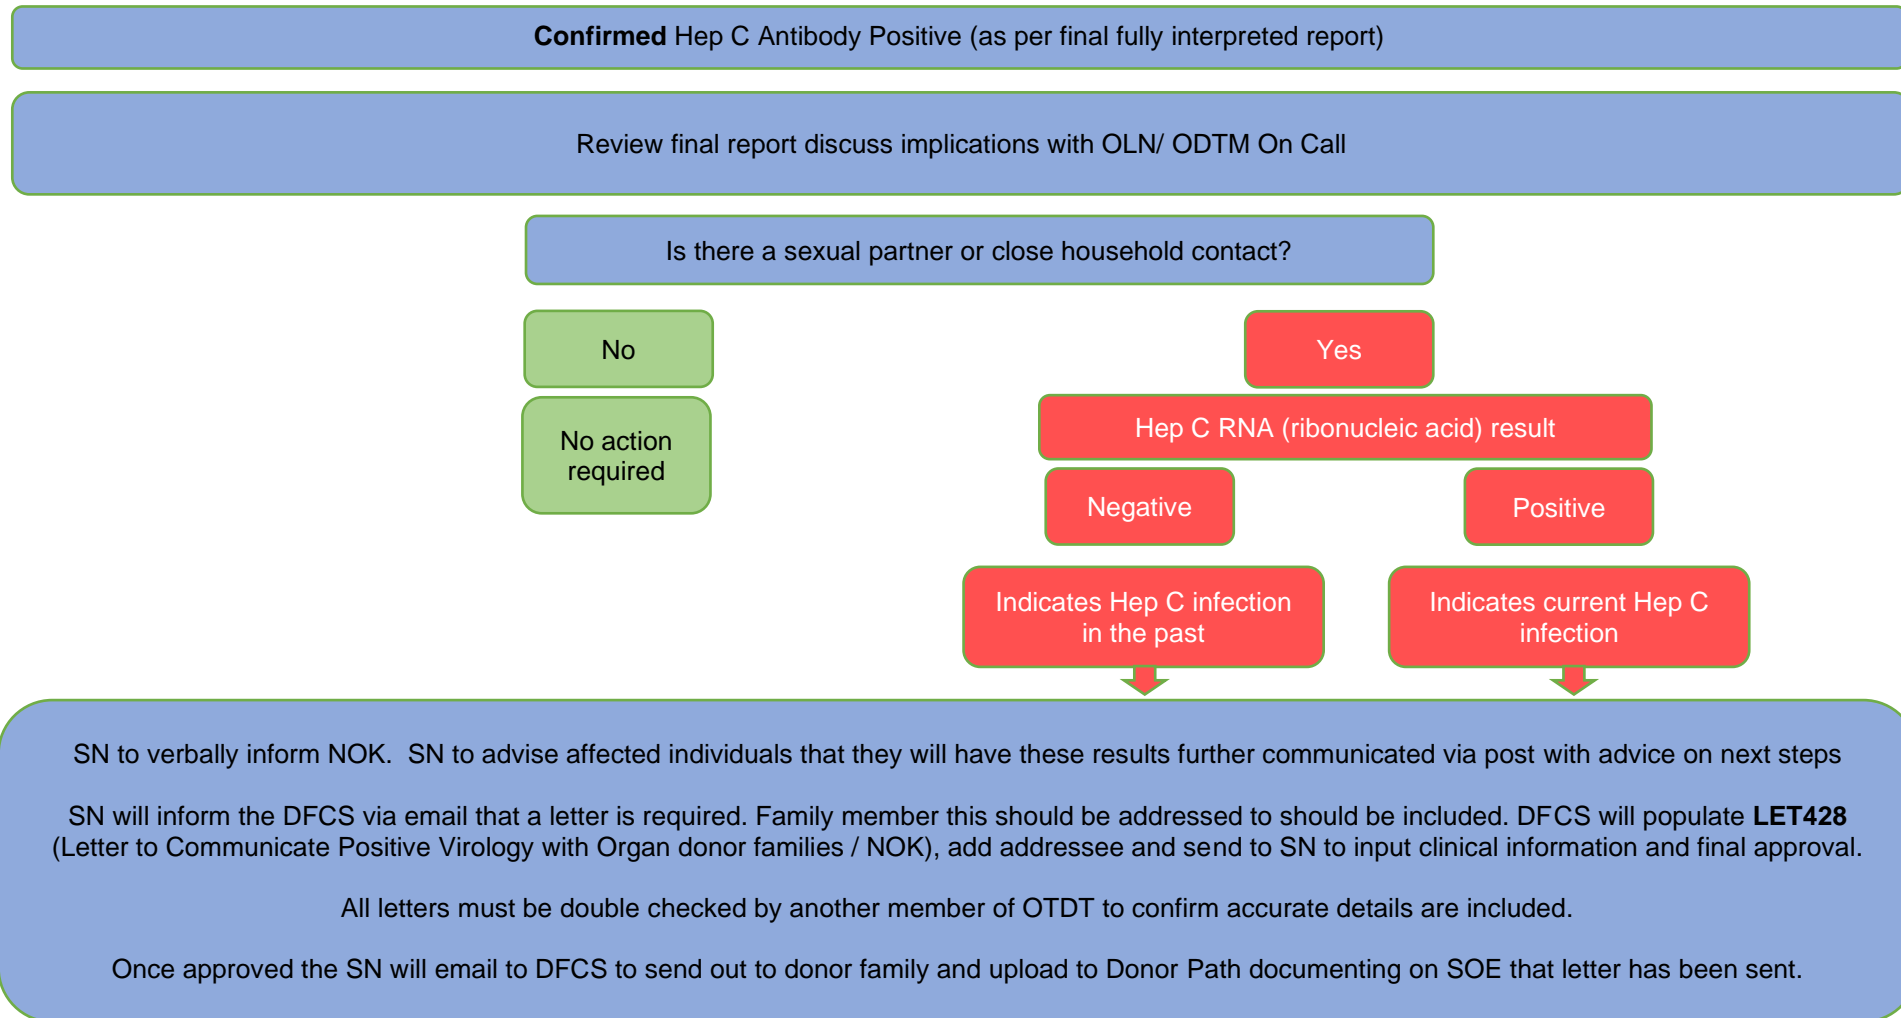 Confirmed Hep C Antibody Positive (as per final fully interpreted report)
Review final report discuss implications with OLN/ ODTM On Call
Is there a sexual partner or close household contact?
No
Yes
No action
required
Hep C RNA (ribonucleic acid) result
Negative
Positive
Indicates Hep C infection
in the past
Indicates current Hep C
infection
SN to verbally inform NOK.  SN to advise affected individuals that they will have these results further communicated via post with advice on next steps
SN will inform the DFCS via email that a letter is required. Family member this should be addressed to should be included. DFCS will populate LET428
(Letter to Communicate Positive Virology with Organ donor families / NOK), add addressee and send to SN to input clinical information and final approval.
All letters must be double checked by another member of OTDT to confirm accurate details are included.
Once approved the SN will email to DFCS to send out to donor family and upload to Donor Path documenting on SOE that letter has been sent.